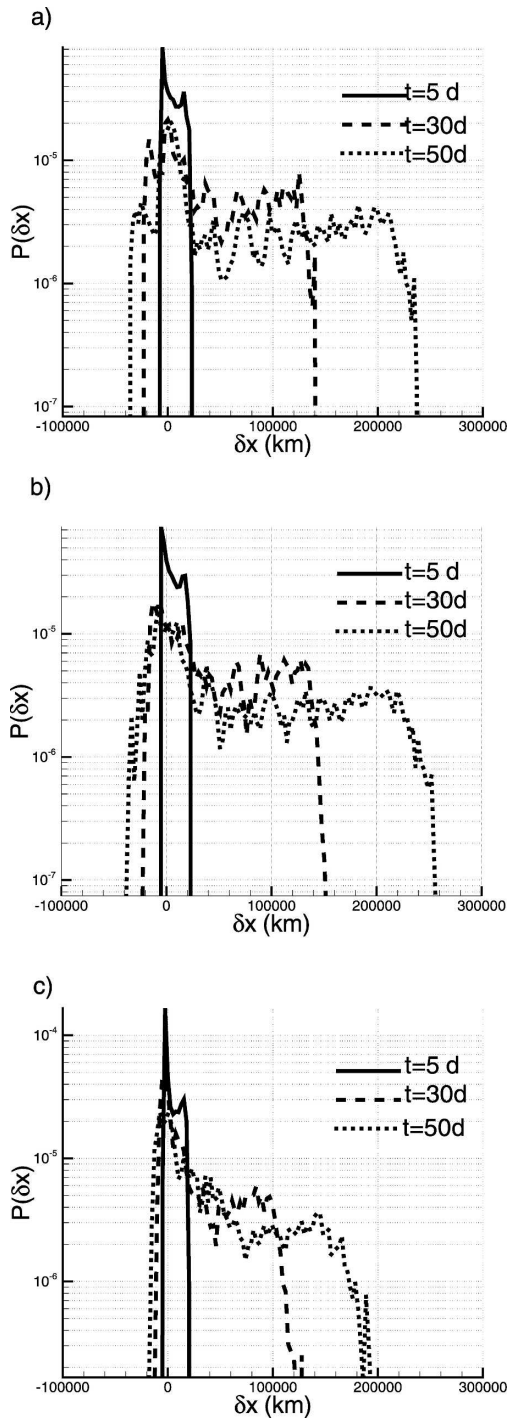 a)
t=5 d
t=30d
t=50d
10^-5
10^-6
10^-7
P(δx)
-100000 0 100000 200000 300000
δx (km)
b)
t=5 d
t=30d
t=50d
10^-5
10^-6
10^-7
P(δx)
-100000 0 100000 200000 300000
δx (km)
c)
10^-4
t=5 d
t=30d
t=50d
10^-5
10^-6
P(δx)
-100000 0 100000 200000 300000
δx (km)